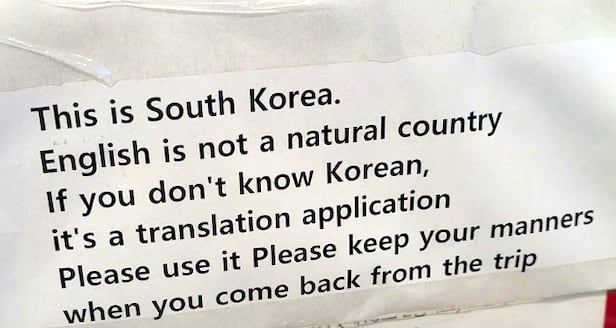 This is South Korea.
English is not a natural country
If you don't know Korean,
it's a translation application
Please use it Please keep your manners
when you come back from the trip